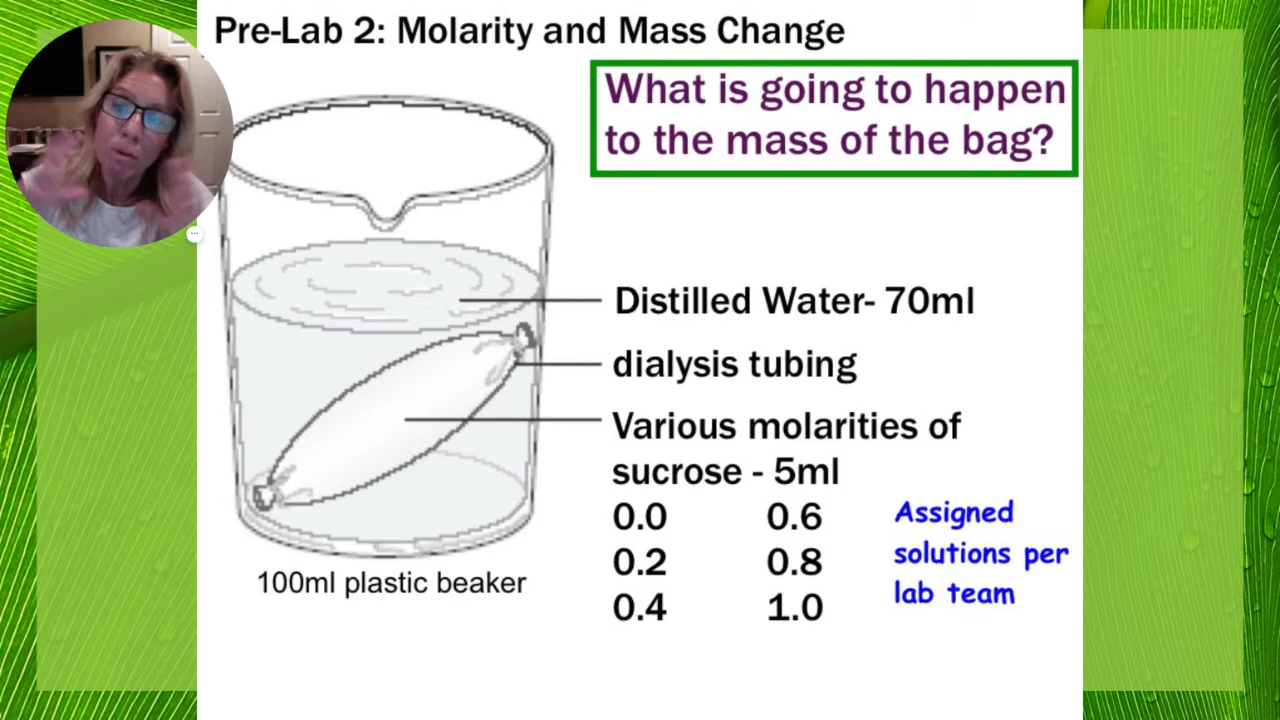 Pre-Lab 2: Molarity and Mass Change
What is going to happen
to the mass of the bag?
Distilled Water- 70ml
dialysis tubing
Various molarities of
sucrose - 5ml
0.0 0.6
0.2 0.8
0.4 1.0
Assigned
solutions per
lab team
100ml plastic beaker